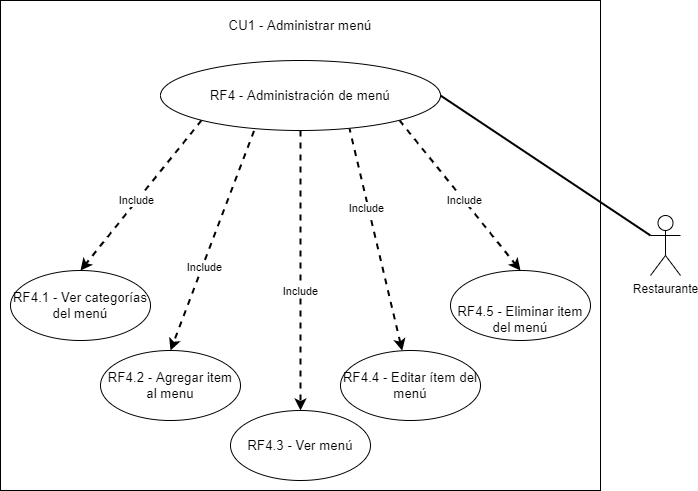 CU1 - Administrar menú
RF4 - Administración de menú
Include
Include
Include
Include
Include
RF4.1 - Ver categorías
del menú
RF4.5 - Eliminar item
del menú
Restaurante
RF4.2 - Agregar item
al menu
RF4.4 - Editar ítem del
menú
RF4.3 - Ver menú